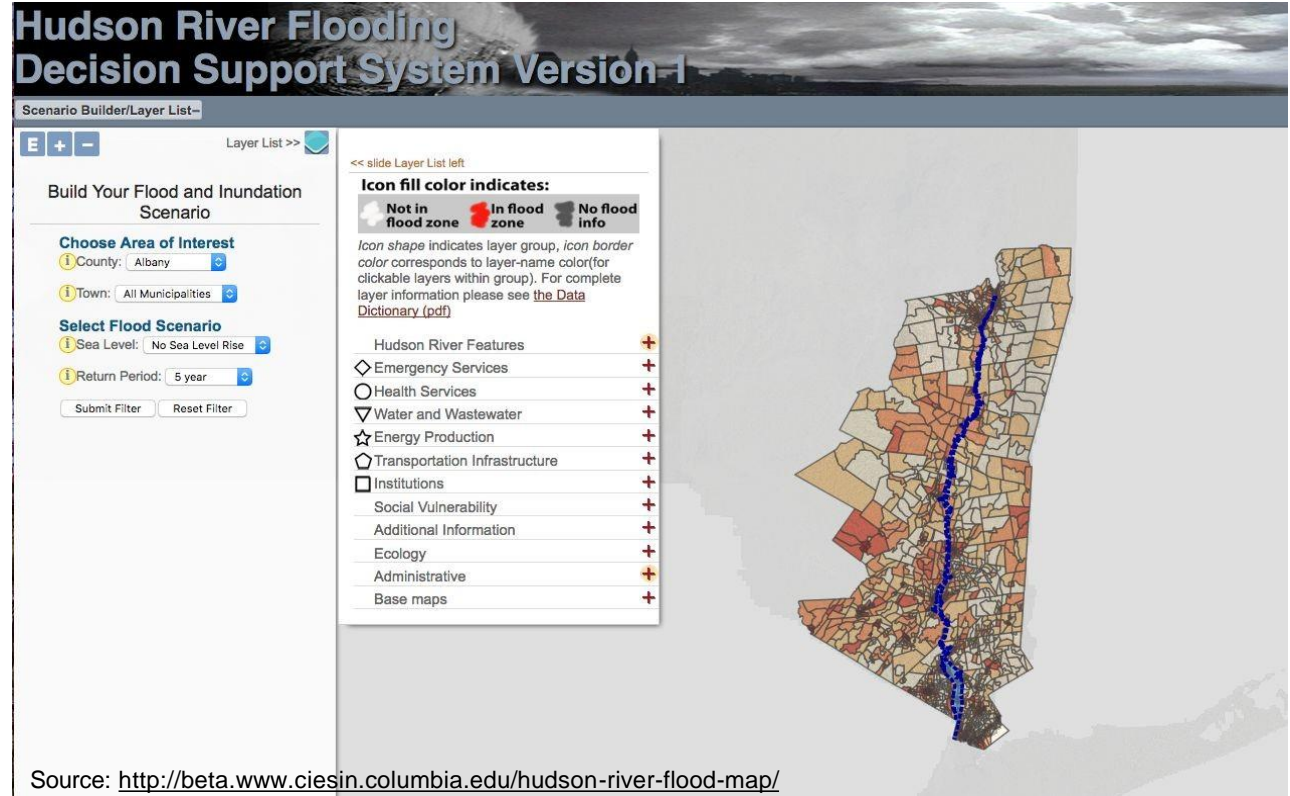 Hudson River Flooding
Decision Support System Version 1
Scenario Builder/Layer List–
E + –
Layer List >>
Build Your Flood and Inundation
Scenario
Choose Area of Interest
i County: Albany
i Town: All Municipalities
Select Flood Scenario
i Sea Level: No Sea Level Rise
i Return Period: 5 year
Submit Filter Reset Filter
<< slide Layer List left
Icon fill color indicates:
Not in flood zone
In flood zone
No flood info
Icon shape indicates layer group, icon border
color corresponds to layer-name color(for
clickable layers within group). For complete
layer information please see the Data
Dictionary (pdf)
Hudson River Features +
Emergency Services +
Health Services +
Water and Wastewater +
Energy Production +
Transportation Infrastructure +
Institutions +
Social Vulnerability +
Additional Information +
Ecology +
Administrative +
Base maps +
Source: http://beta.www.ciesin.columbia.edu/hudson-river-flood-map/